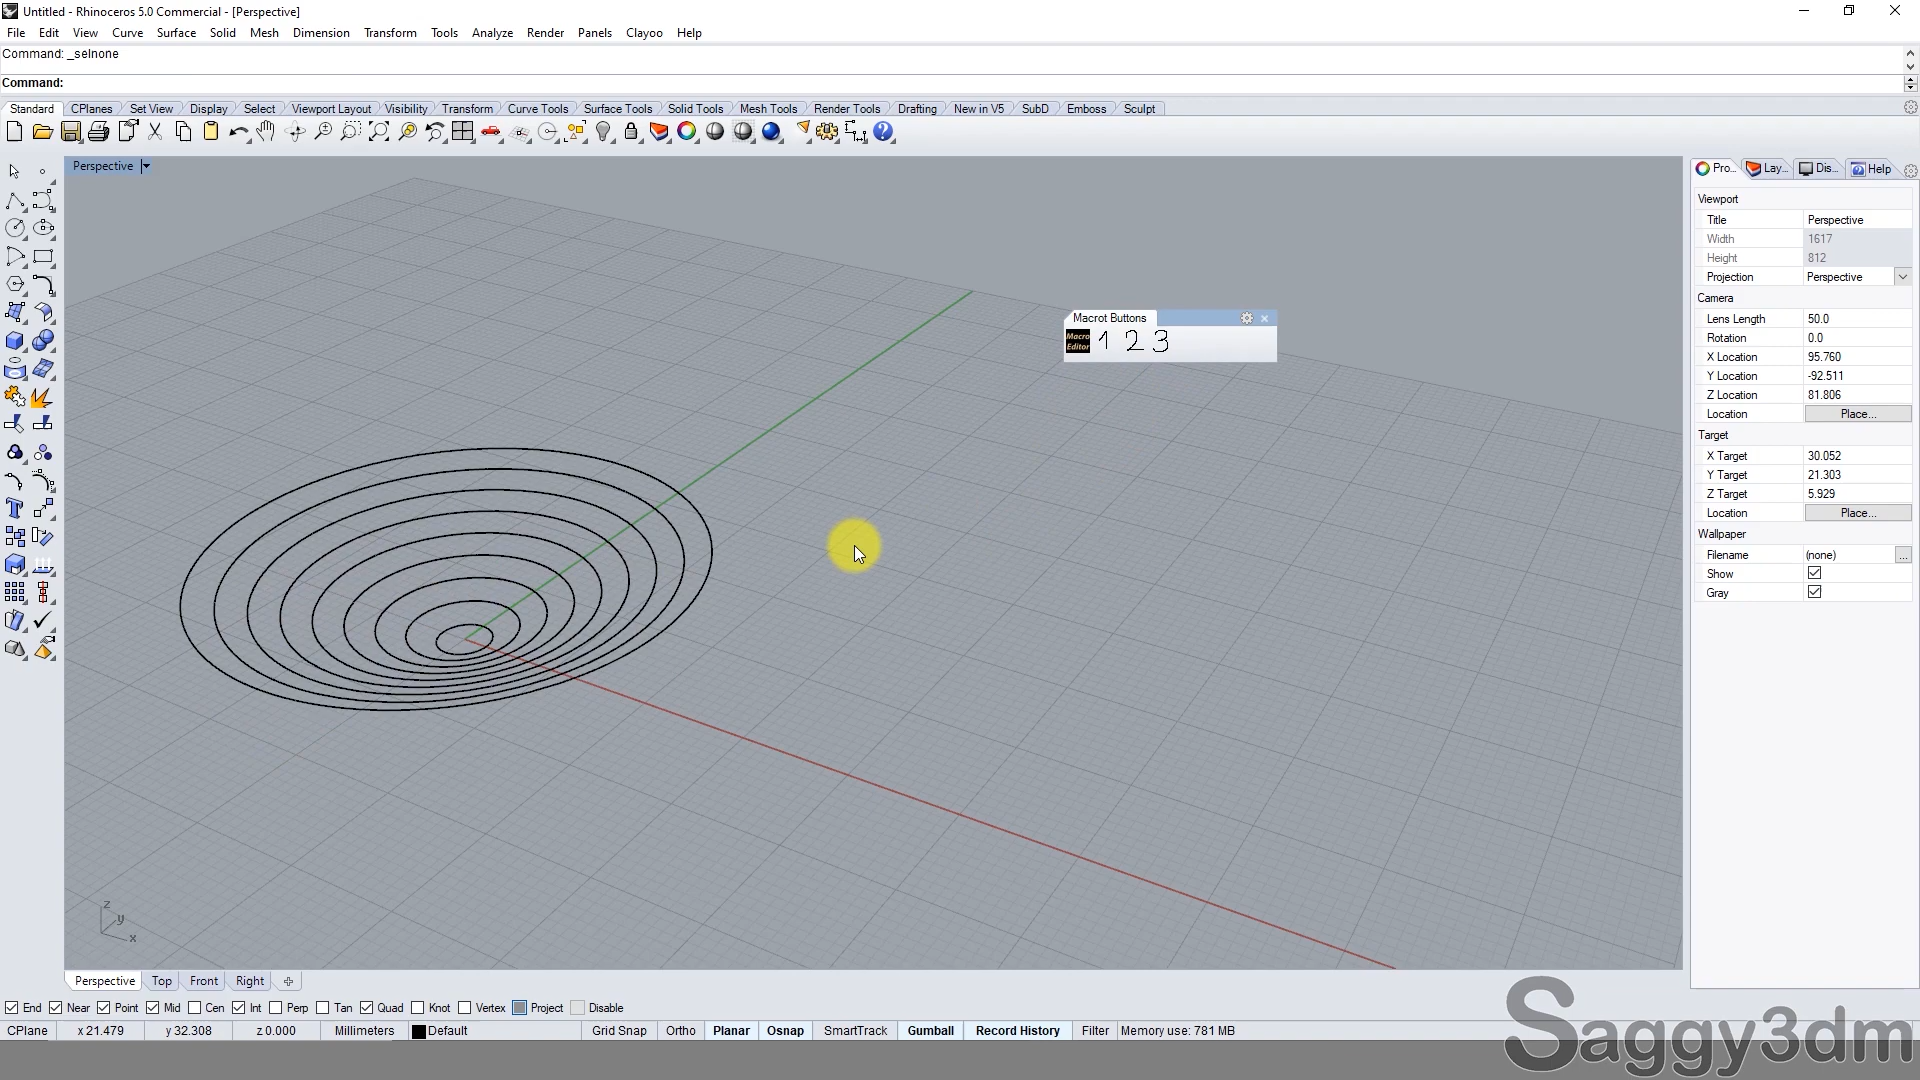 Untitled - Rhinoceros 5.0 Commercial - [Perspective]
File Edit View Curve Surface Solid Mesh Dimension Transform Tools Analyze Render Panels Clayoo Help
Command: _selnone
Command:
Standard CPlanes Set View Display Select Viewport Layout Visibility Transform Curve Tools Surface Tools Solid Tools Mesh Tools Render Tools Drafting New in V5 SubD Emboss Sculpt
Perspective
Pro... Lay... Dis... Help
Viewport
Title Perspective
Width 1617
Height 812
Projection Perspective
Camera
Lens Length 50.0
Rotation 0.0
X Location 95.760
Y Location -92.511
Z Location 81.806
Location Place...
Target
X Target 30.052
Y Target 21.303
Z Target 5.929
Location Place...
Wallpaper
Filename (none) ...
Show
Gray
Macrot Buttons
Macro Editor 1 2 3
z
y
x
Perspective Top Front Right
End Near Point Mid Cen Int Perp Tan Quad Knot Vertex Project Disable
CPlane x 21.479 y 32.308 z 0.000 Millimeters Default Grid Snap Ortho Planar Osnap SmartTrack Gumball Record History Filter Memory use: 781 MB
Saggy3dm